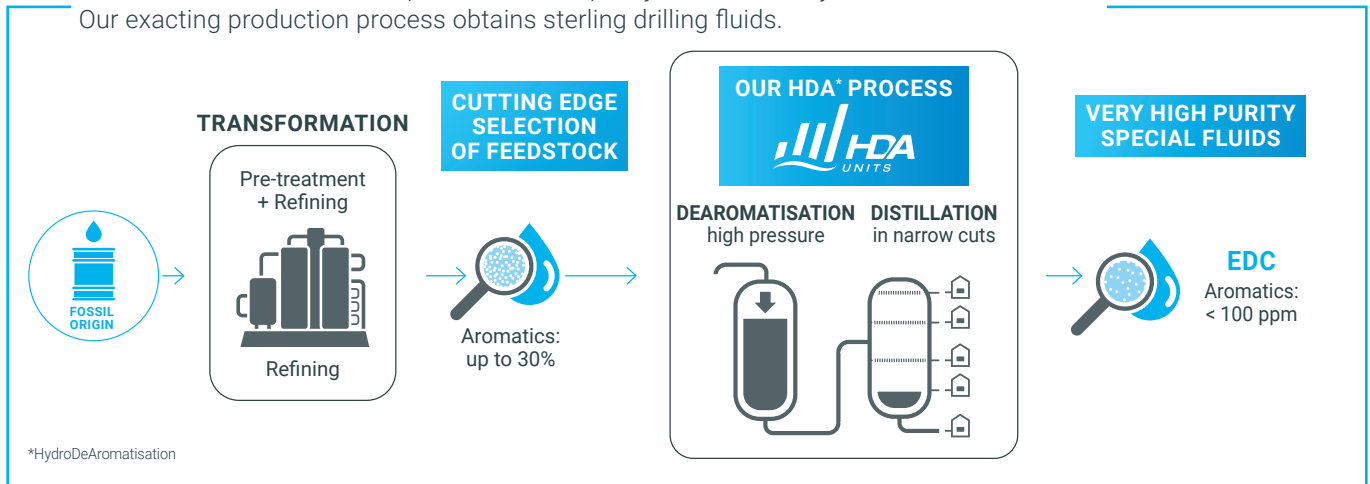 Our exacting production process obtains sterling drilling fluids.
TRANSFORMATION
Pre-treatment
+ Refining
Refining
FOSSIL
ORIGIN
CUTTING EDGE
SELECTION
OF FEEDSTOCK
Aromatics:
up to 30%
OUR HDA* PROCESS
HDA
UNITS
DEAROMATISATION
high pressure
DISTILLATION
in narrow cuts
VERY HIGH PURITY
SPECIAL FLUIDS
EDC
Aromatics:
< 100 ppm
*HydroDeAromatisation